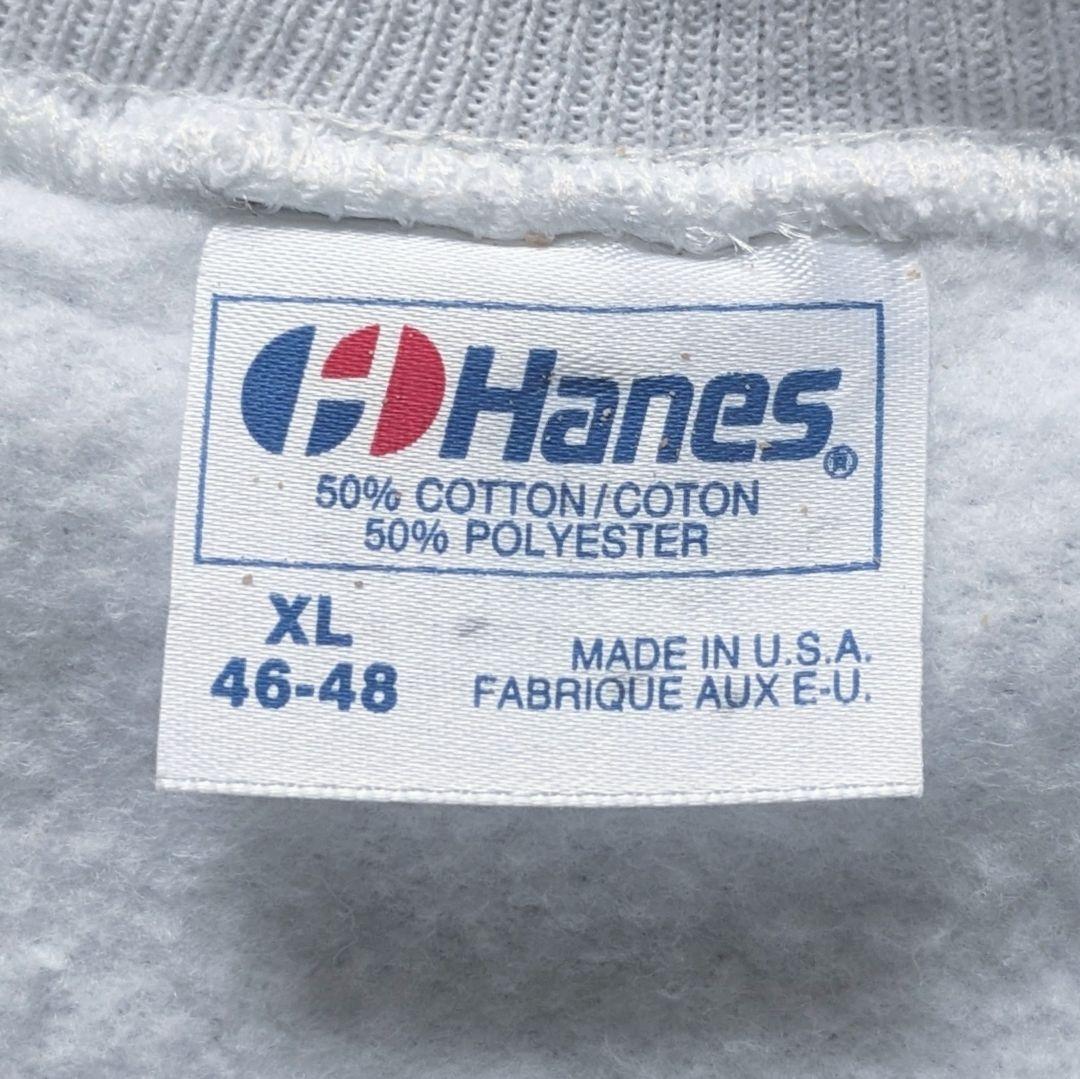 Hanes®
50% COTTON/COTON
50% POLYESTER
XL
46-48
MADE IN U.S.A.
FABRIQUE AUX E-U.